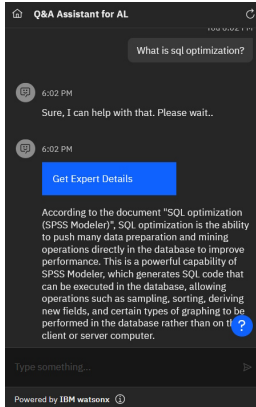 Q&A Assistant for AL
You 6:02 PM
What is sql optimization?
6:02 PM
Sure, I can help with that. Please wait..
6:02 PM
Get Expert Details
According to the document "SQL optimization
(SPSS Modeler)", SQL optimization is the ability
to push many data preparation and mining
operations directly in the database to improve
performance. This is a powerful capability of
SPSS Modeler, which generates SQL code that
can be executed in the database, allowing
operations such as sampling, sorting, deriving
new fields, and certain types of graphing to be
performed in the database rather than on
client or server computer.
?
Type something...
Powered by IBM watsonx